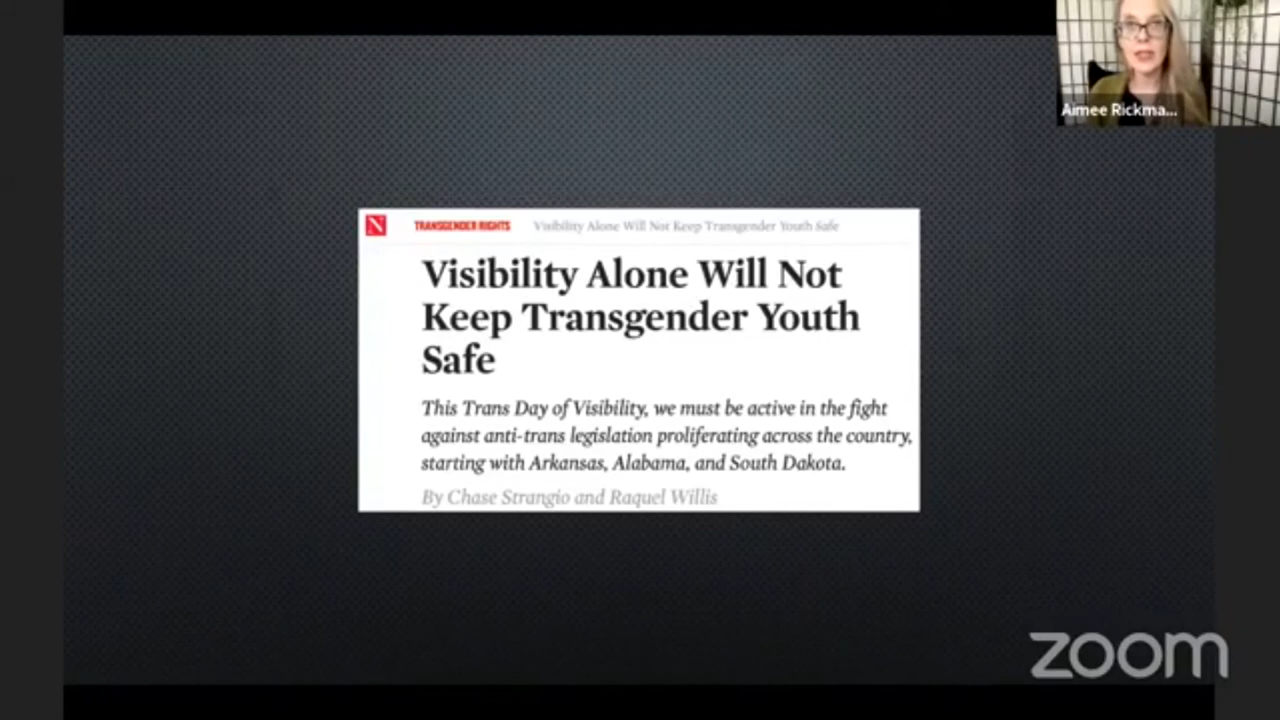 Aimee Rickma...
N TRANSGENDER RIGHTS Visibility Alone Will Not Keep Transgender Youth Safe
Visibility Alone Will Not
Keep Transgender Youth
Safe
This Trans Day of Visibility, we must be active in the fight
against anti-trans legislation proliferating across the country,
starting with Arkansas, Alabama, and South Dakota.
By Chase Strangio and Raquel Willis
zoom